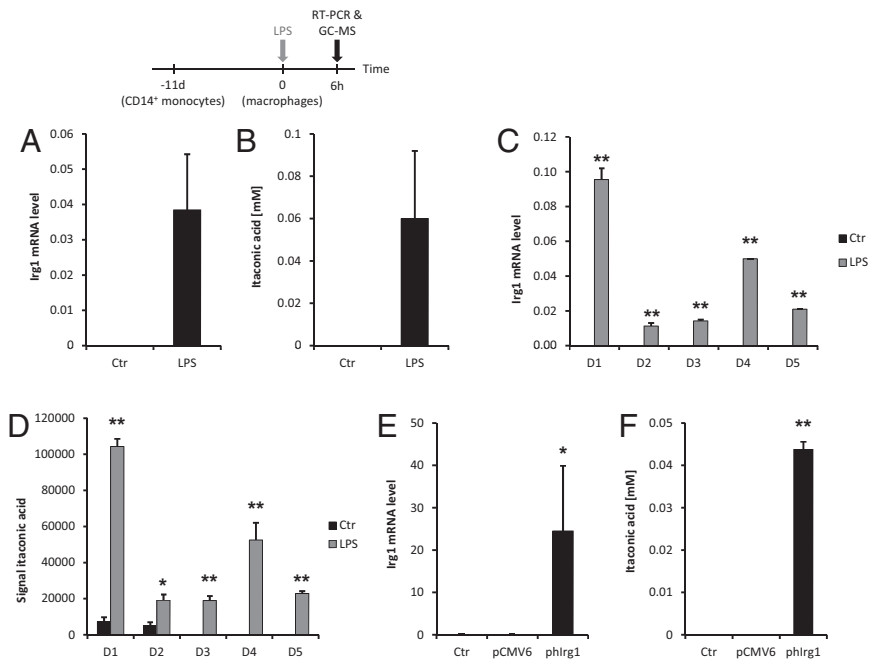 LPS
RT-PCR &
GC-MS
Time
-11d
0
6h
(CD14⁺ monocytes)
(macrophages)
A
Irg1 mRNA level
0.06
0.05
0.04
0.03
0.02
0.01
0
Ctr
LPS
B
Itaconic acid [mM]
0.1
0.08
0.06
0.04
0.02
0
Ctr
LPS
C
Irg1 mRNA level
0.12
0.10
0.08
0.06
0.04
0.02
0.00
**
**
**
**
**
D1
D2
D3
D4
D5
Ctr
LPS
D
Signal itaconic acid
120000
100000
80000
60000
40000
20000
0
**
*
**
**
**
D1
D2
D3
D4
D5
Ctr
LPS
E
Irg1 mRNA level
50
40
30
20
10
0
*
Ctr
pCMV6
phIrg1
F
Itaconic acid [mM]
0.05
0.04
0.03
0.02
0.01
0
**
Ctr
pCMV6
phIrg1